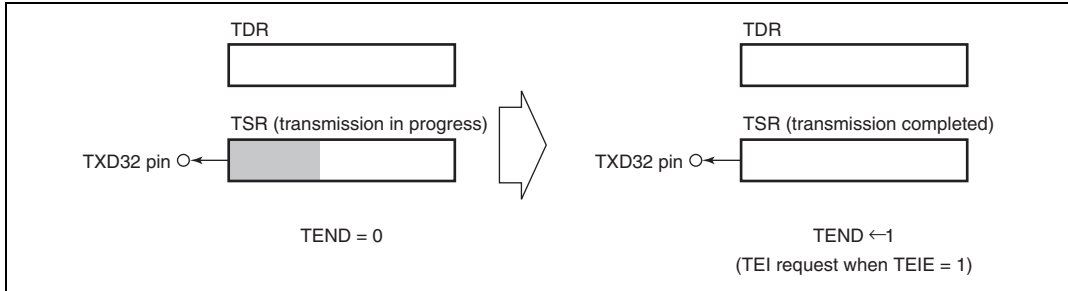 TDR
TSR (transmission in progress)
TXD32 pin
TEND = 0
TDR
TSR (transmission completed)
TXD32 pin
TEND ←1
(TEI request when TEIE = 1)